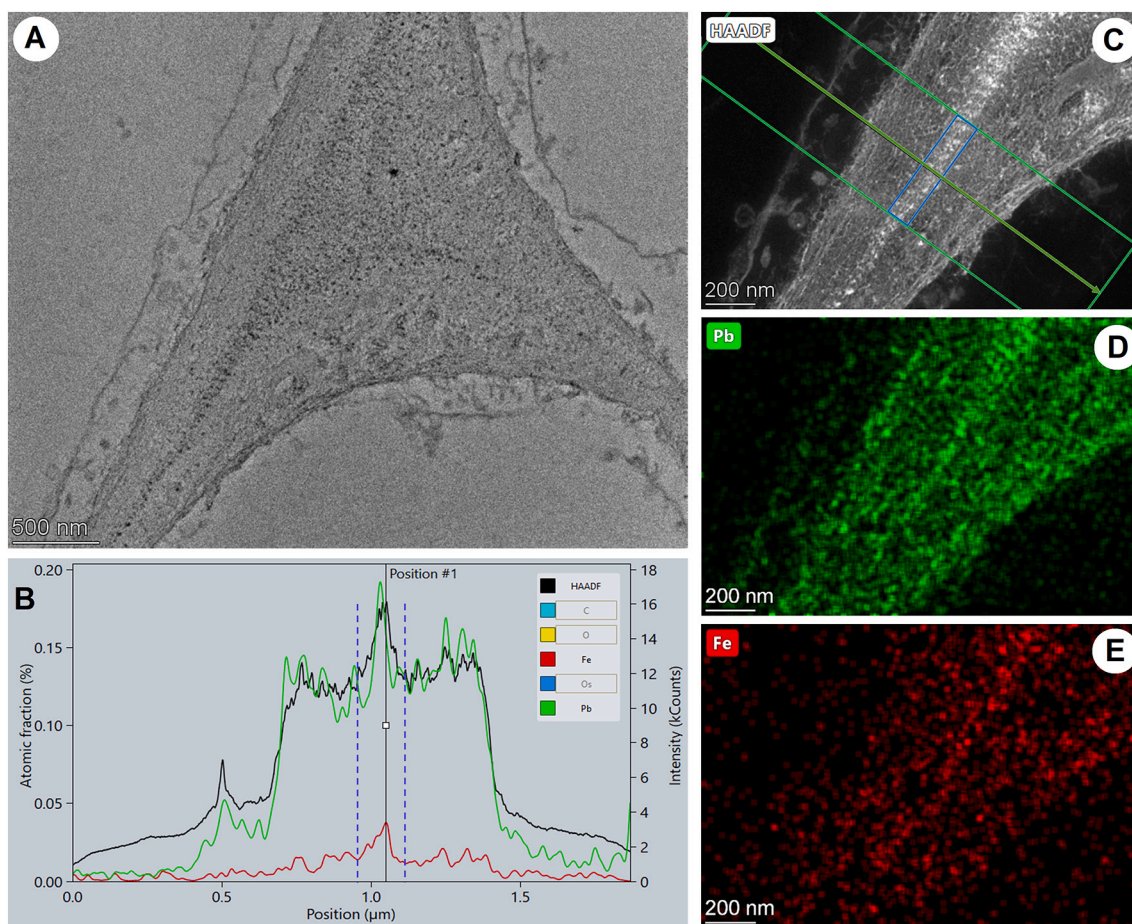 A
500 nm
HAADF
C
200 nm
Pb
D
200 nm
Fe
E
200 nm
B
0.20
0.15
0.10
0.05
0.00
Atomic fraction (%)
0.0
0.5
1.0
1.5
Position (µm)
18
16
14
12
10
8
6
4
2
0
Intensity (kCounts)
Position #1
HAADF
C
O
Fe
Os
Pb